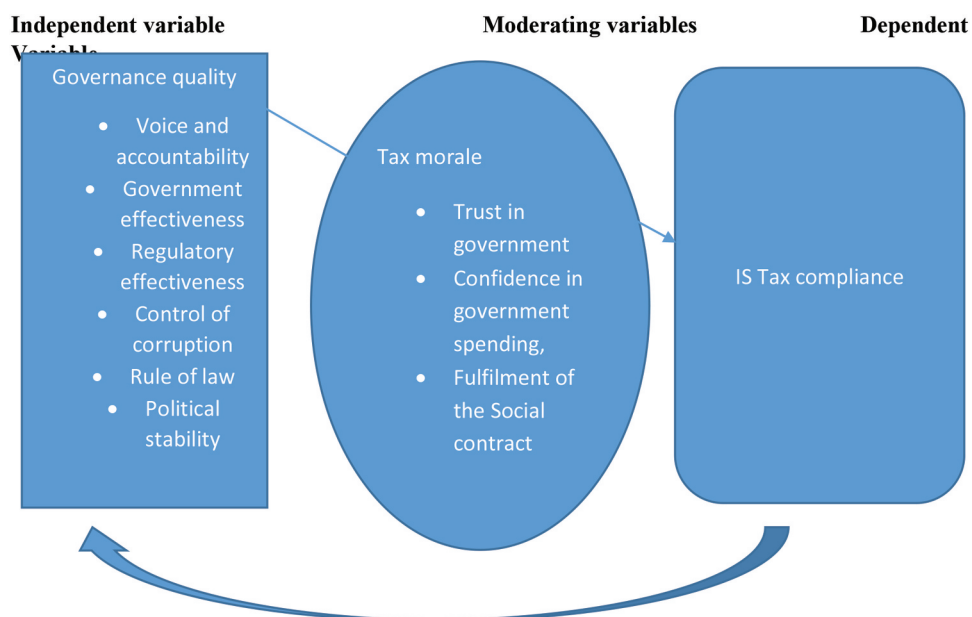 Independent variable Moderating variables Dependent
Variable
Governance quality
• Voice and
accountability
• Government
effectiveness
• Regulatory
effectiveness
• Control of
corruption
• Rule of law
• Political
stability
Tax morale
• Trust in
government
• Confidence in
government
spending,
• Fulfilment of
the Social
contract
IS Tax compliance